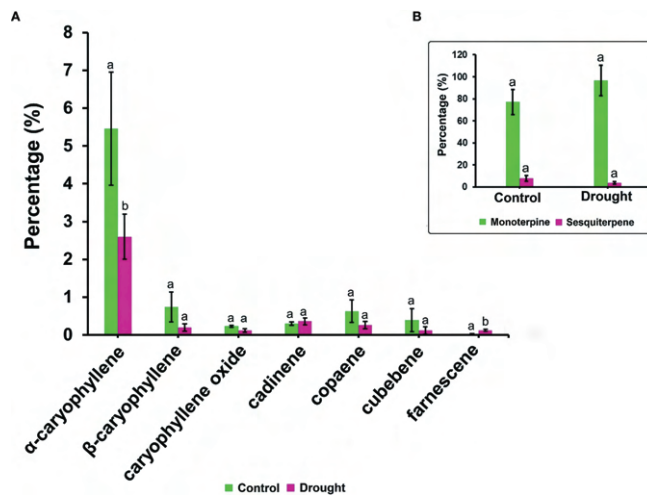 A
Percentage (%)
8
7
6
5
4
3
2
1
0
a
b
a
a
a
a
a
a
a
a
a
a
a
b
α-caryophyllene
β-caryophyllene
caryophyllene oxide
cadinene
copaene
cubebene
farnescene
Control
Drought
B
Percentage (%)
120
100
80
60
40
20
0
a
a
a
a
Control
Drought
Monoterpine
Sesquiterpene